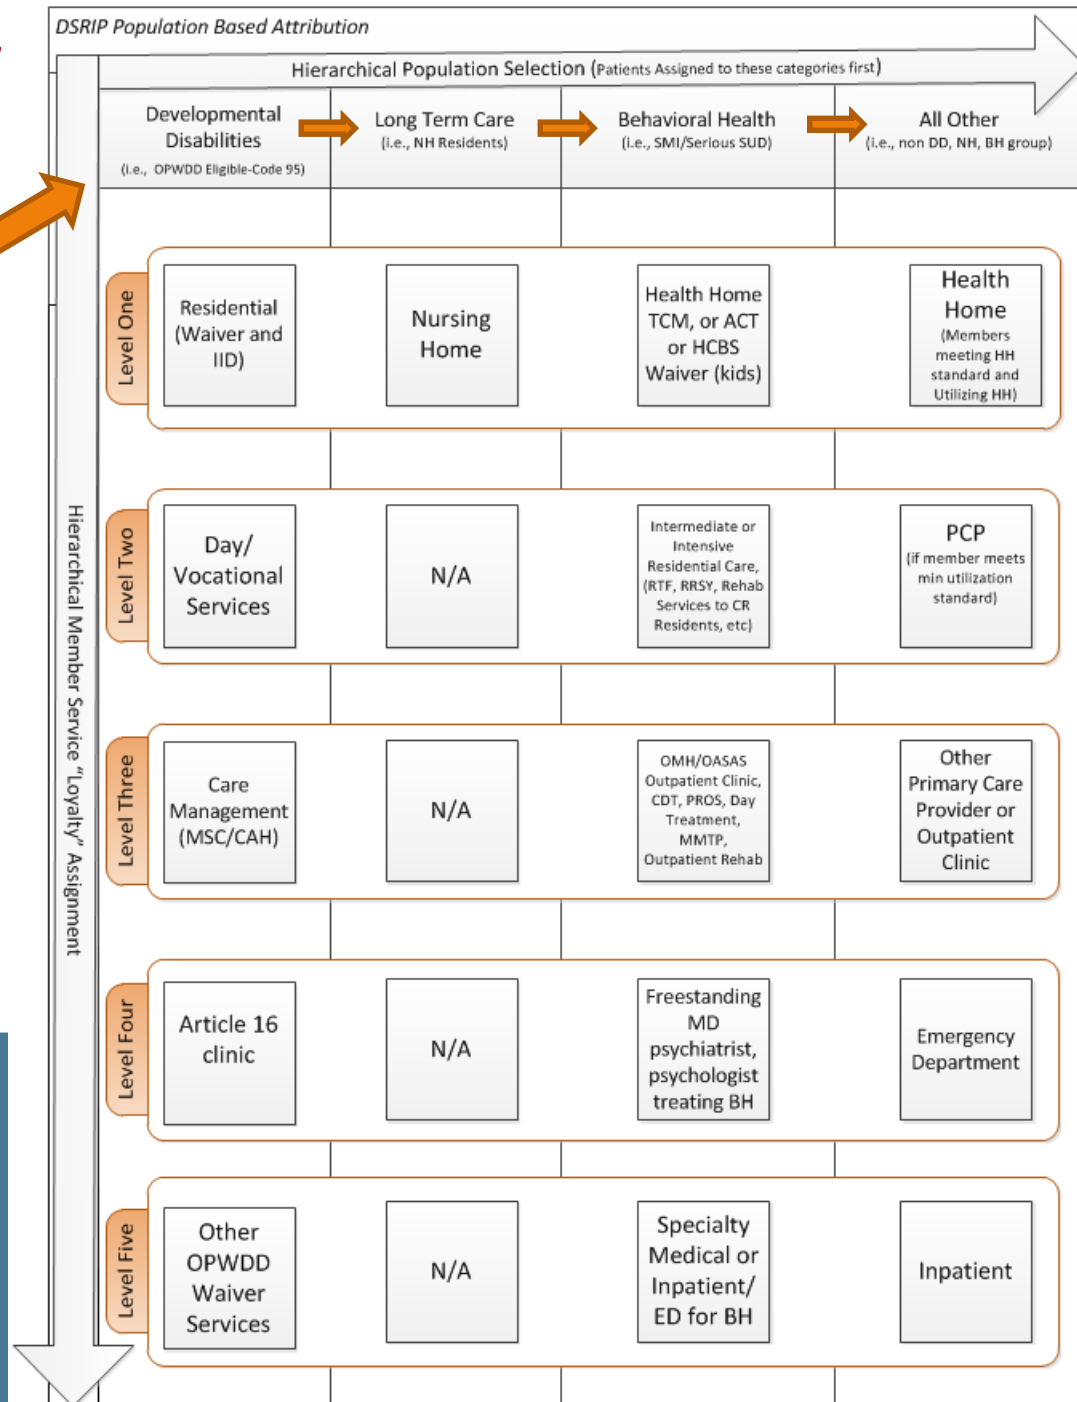 DSRIP Population Based Attribution
Hierarchical Population Selection (Patients Assigned to these categories first)
Developmental
Disabilities
(i.e., OPWDD Eligible-Code 95)
Long Term Care
(i.e., NH Residents)
Behavioral Health
(i.e., SMI/Serious SUD)
All Other
(i.e., non DD, NH, BH group)
Hierarchical Member Service "Loyalty" Assignment
Level One
Residential
(Waiver and
IID)
Nursing
Home
Health Home
TCM, or ACT
or HCBS
Waiver (kids)
Health
Home
(Members
meeting HH
standard and
Utilizing HH)
Level Two
Day/
Vocational
Services
N/A
Intermediate or
Intensive
Residential Care,
(RTF, RRSY, Rehab
Services to CR
Residents, etc)
PCP
(if member meets
min utilization
standard)
Level Three
Care
Management
(MSC/CAH)
N/A
OMH/OASAS
Outpatient Clinic,
CDT, PROS, Day
Treatment,
MMTP,
Outpatient Rehab
Other
Primary Care
Provider or
Outpatient
Clinic
Level Four
Article 16
clinic
N/A
Freestanding
MD
psychiatrist,
psychologist
treating BH
Emergency
Department
Level Five
Other
OPWDD
Waiver
Services
N/A
Specialty
Medical or
Inpatient/
ED for BH
Inpatient